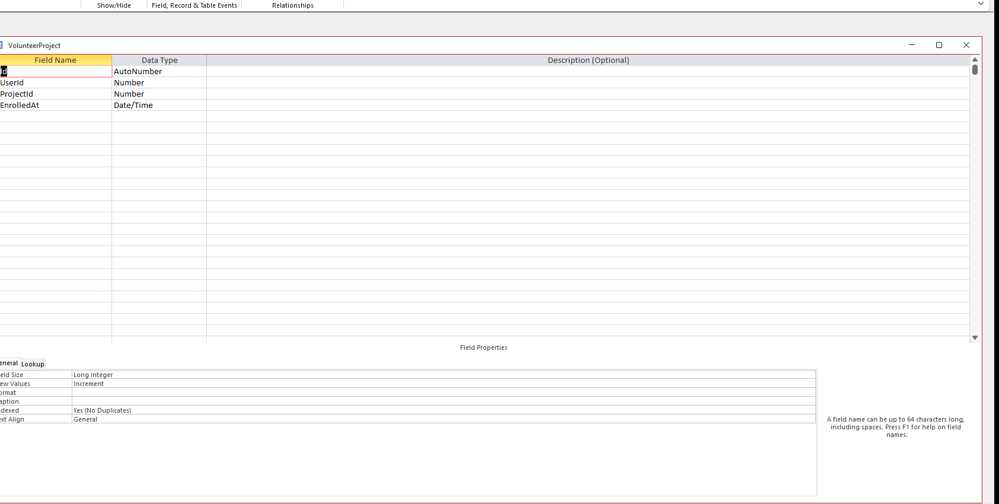 Show/Hide Field, Record & Table Events Relationships
VolunteerProject
Field Name Data Type Description (Optional)
Id AutoNumber
UserId Number
ProjectId Number
EnrolledAt Date/Time
Field Properties
eneral Lookup
eld Size Long Integer
ew Values Increment
ormat
aption
dexed Yes (No Duplicates)
ext Align General
A field name can be up to 64 characters long,
including spaces. Press F1 for help on field
names.